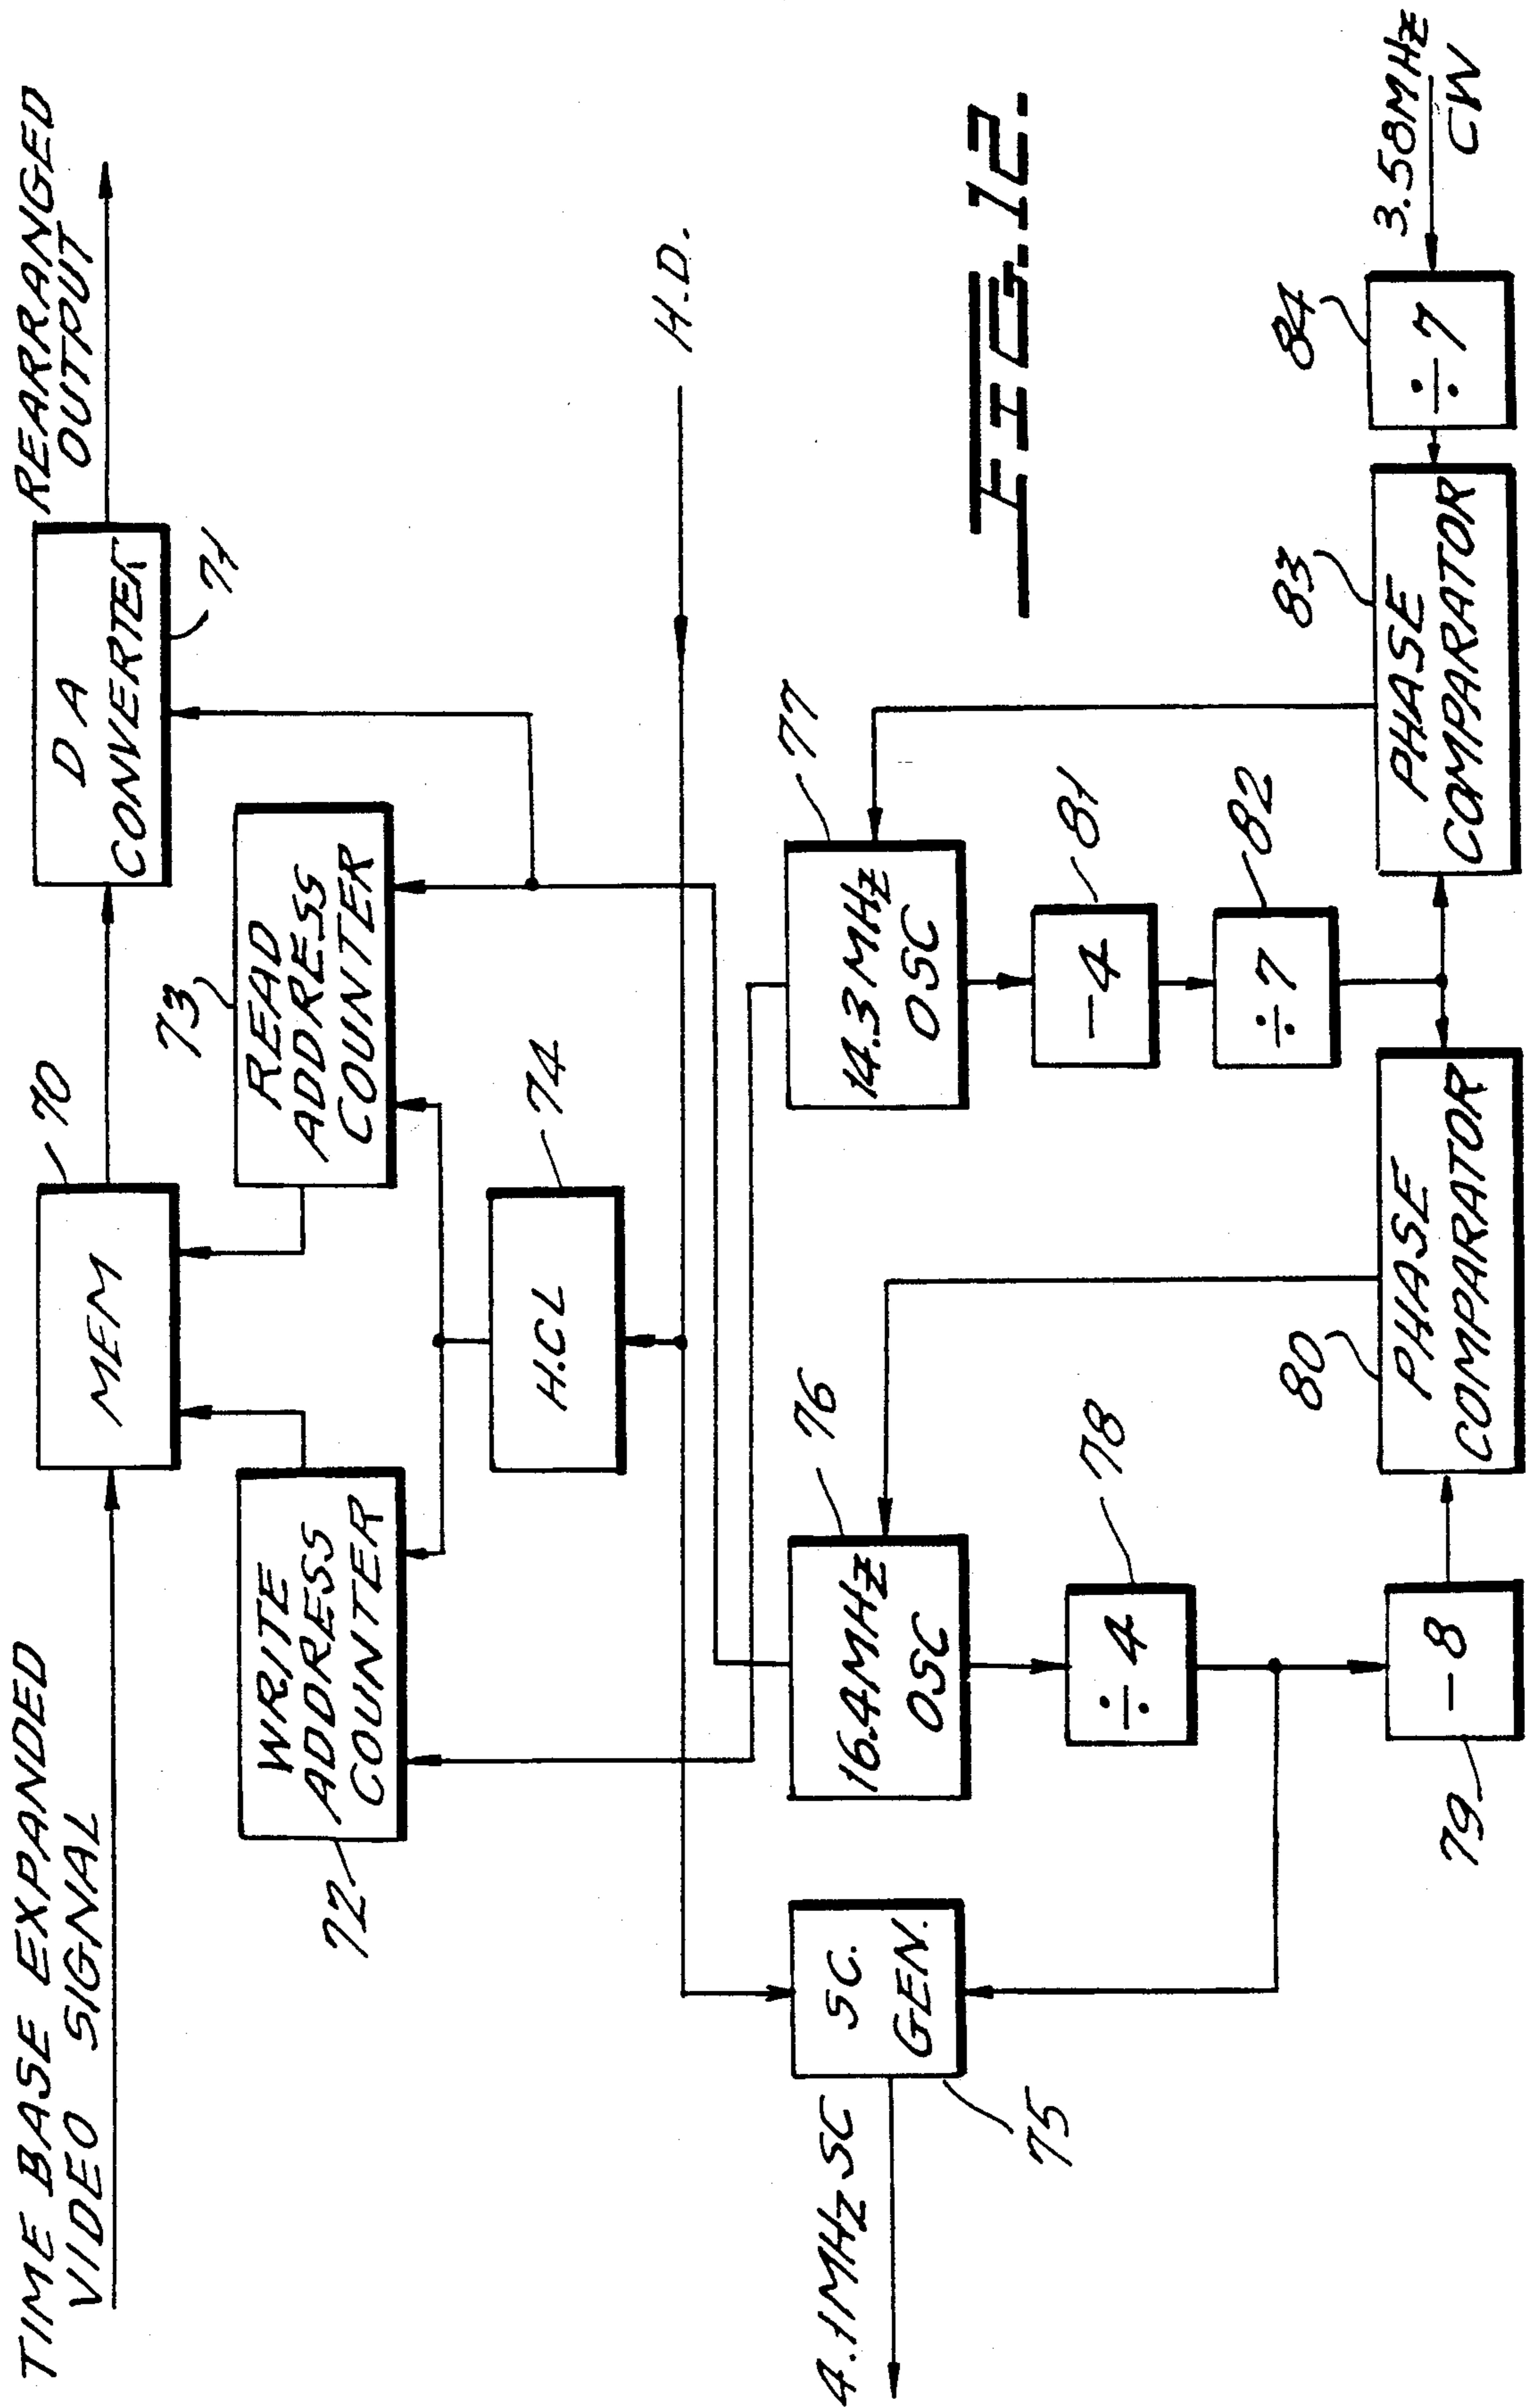 TIME BASE EXPANDED
VIDEO SIGNAL
70
MEM
D A
CONVERTER
71
REARRANGED
OUTPUT
72
WRITE
ADDRESS
COUNTER
73
READ
ADDRESS
COUNTER
74
H.CL
H.D.
4.1MHz SC
75
SC.
GEN.
76
16.4MHz
OSC
77
14.3MHz
OSC
78
÷4
81
-4
82
÷7
79
-8
80
PHASE
COMPARATOR
83
PHASE
COMPARATOR
84
÷7
3.58MHz
CW
FIG.12.